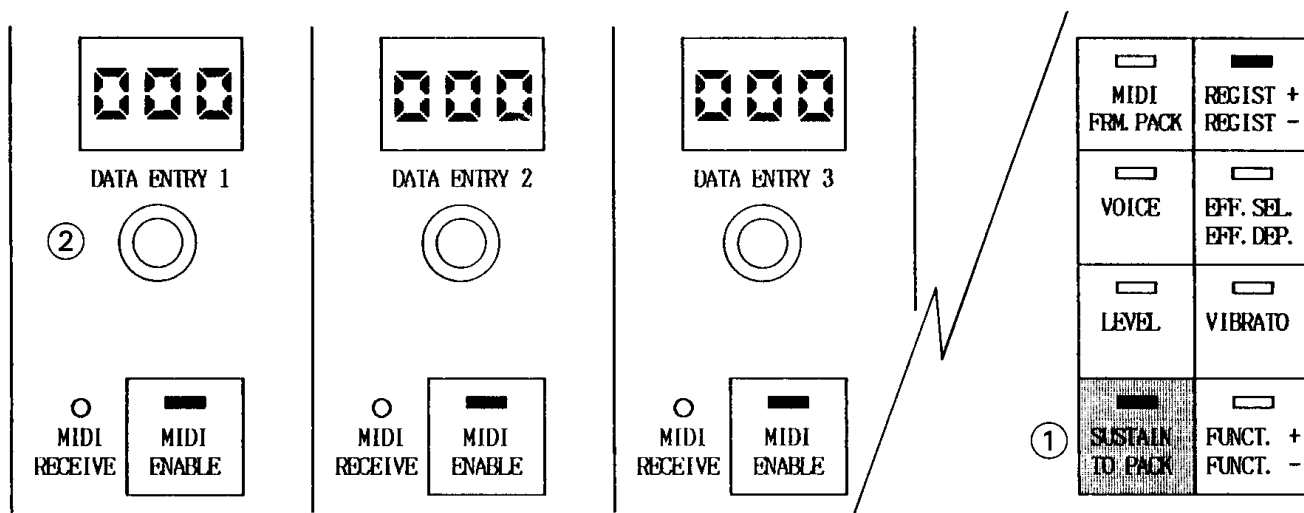 000 000 000
DATA ENTRY 1 DATA ENTRY 2 DATA ENTRY 3
②
MIDI RECEIVE
MIDI ENABLE
MIDI RECEIVE
MIDI ENABLE
MIDI RECEIVE
MIDI ENABLE
MIDI
FRM. PACK
REGIST +
REGIST -
VOICE
EFF. SEL.
EFF. DEP.
LEVEL
VIBRATO
①
SUSTAIN
TO PACK
FUNCT. +
FUNCT. -